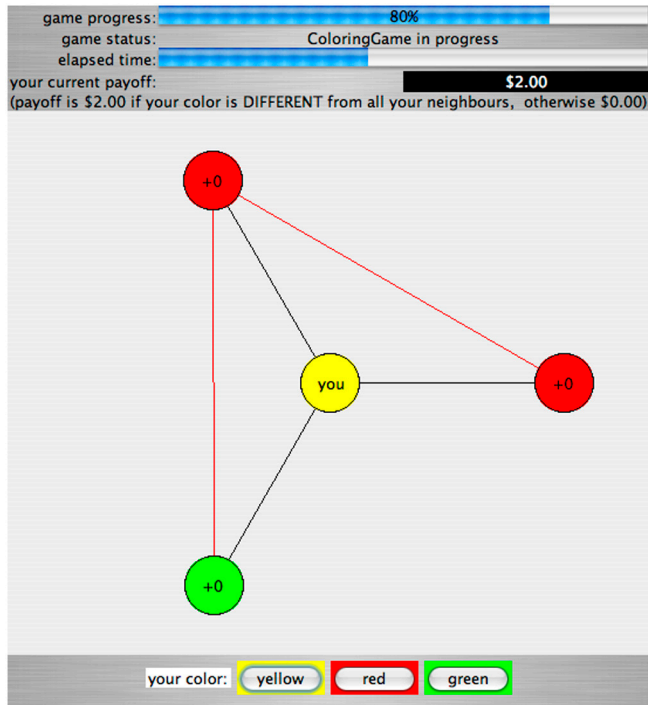 game progress: 80%
game status: ColoringGame in progress
elapsed time:
your current payoff: $2.00
(payoff is $2.00 if your color is DIFFERENT from all your neighbours, otherwise $0.00)
+0
you
+0
+0
your color: yellow red green